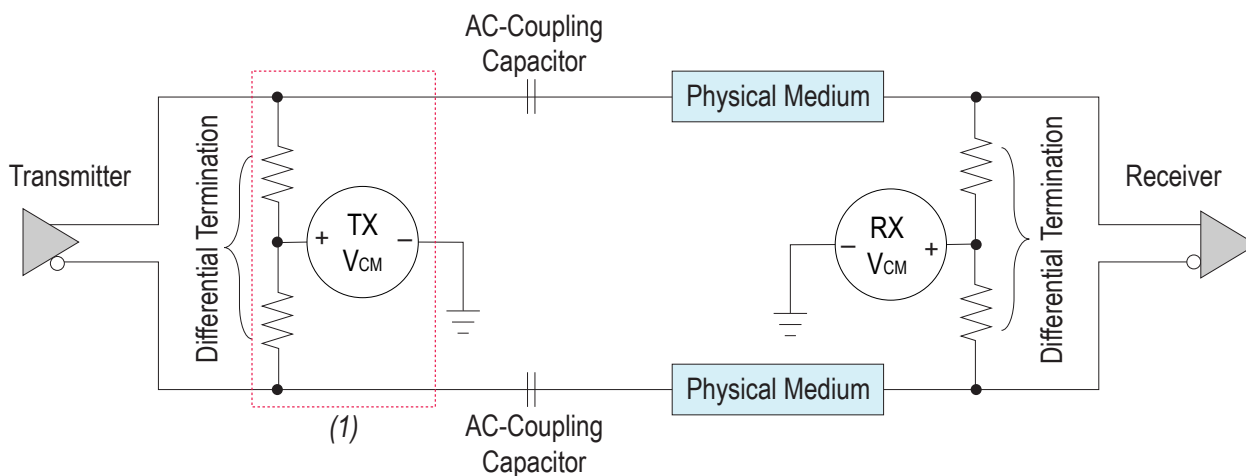 AC-Coupling
Capacitor
Physical Medium
Transmitter
Differential Termination
+ TX –
VCM
RX
– VCM +
Differential Termination
Receiver
Physical Medium
(1)
AC-Coupling
Capacitor